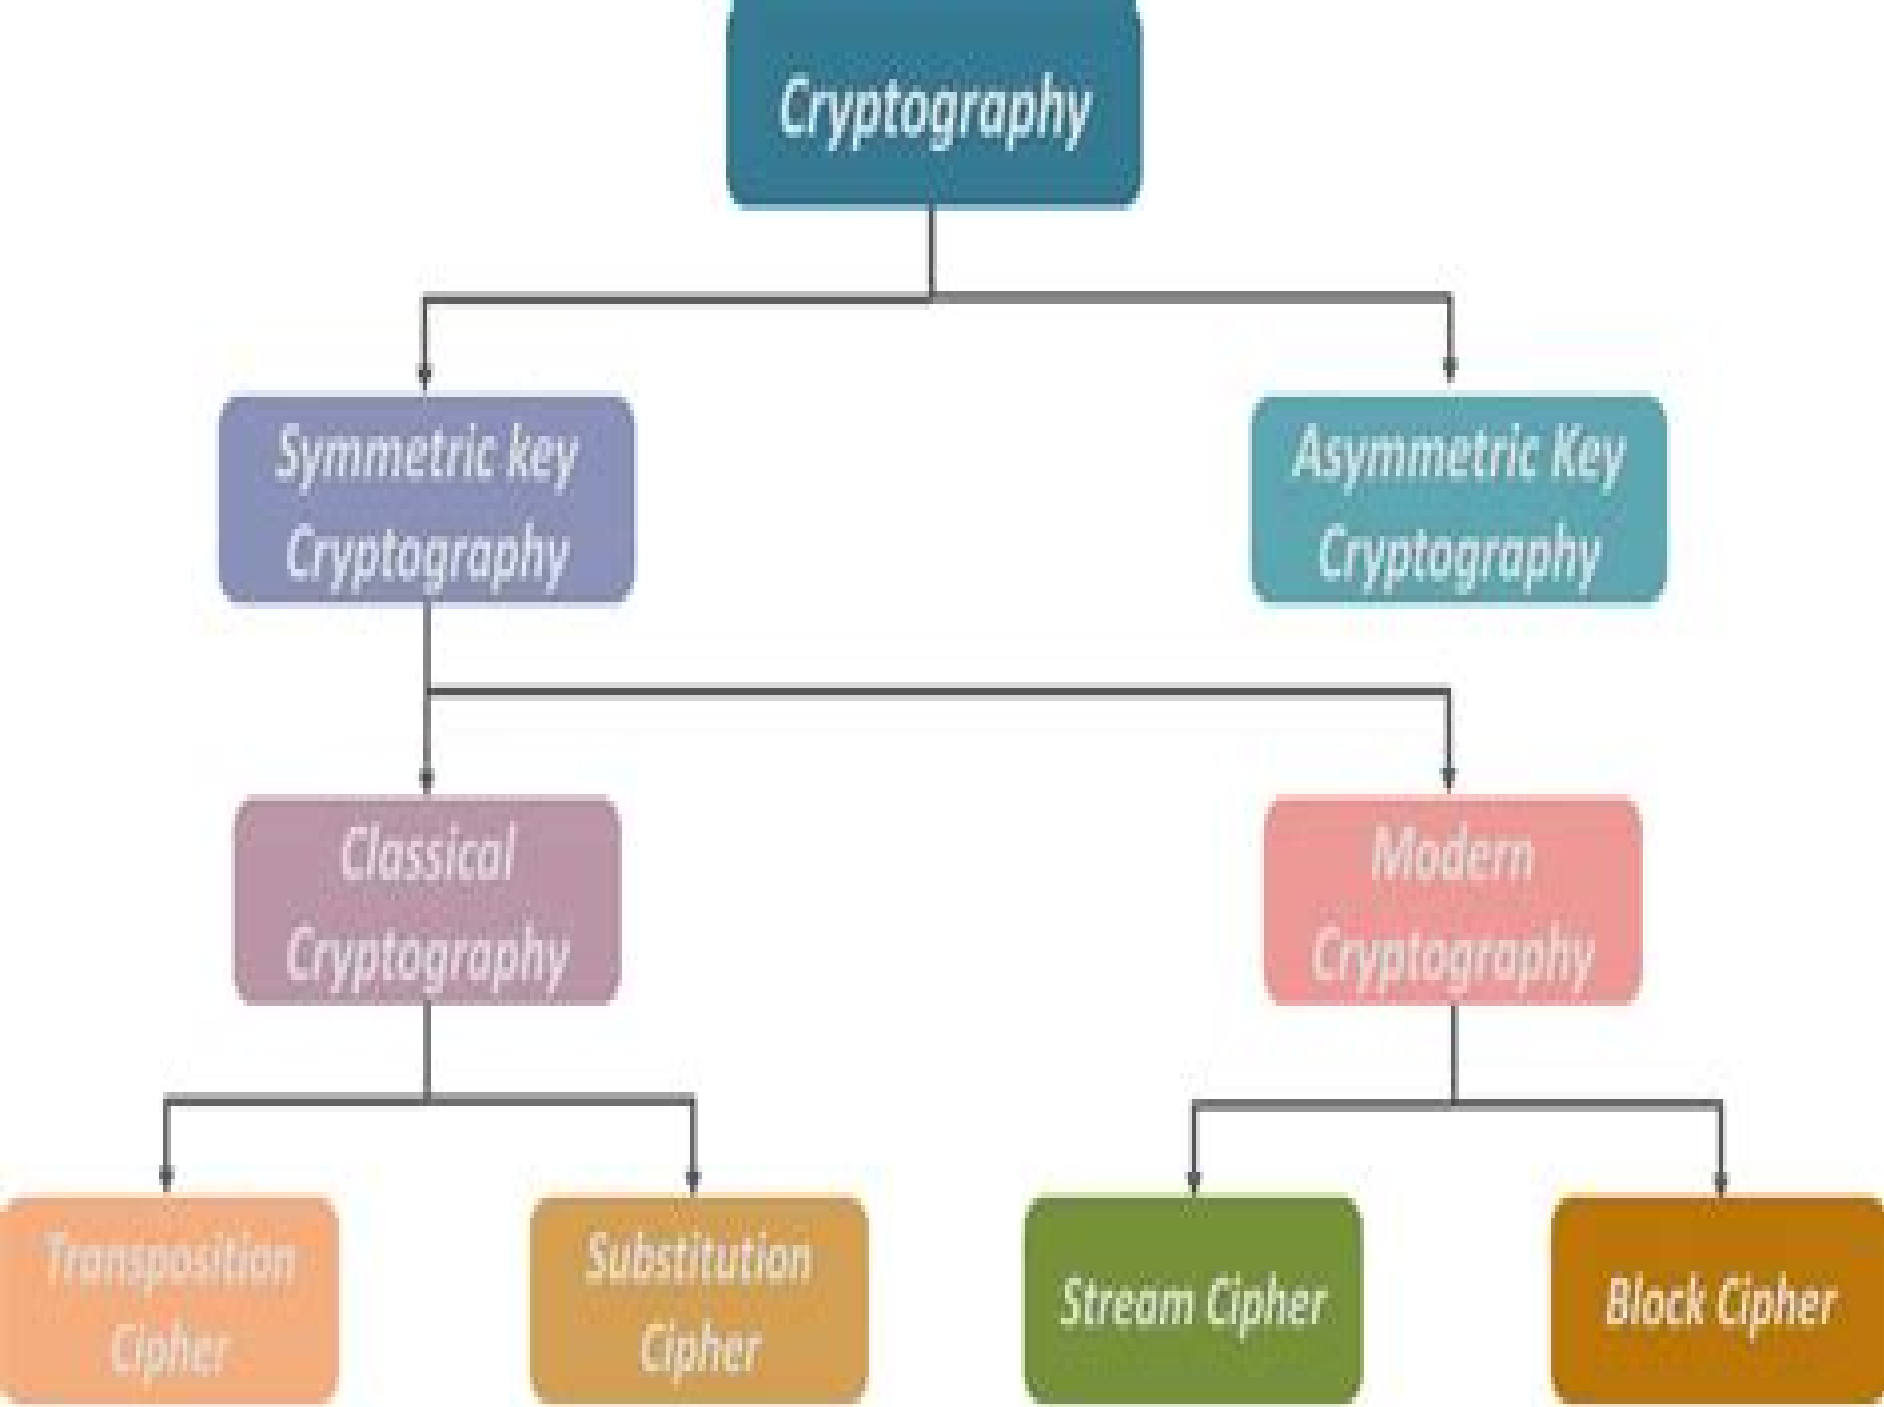 Cryptography
Symmetric key
Cryptography
Asymmetric Key
Cryptography
Classical
Cryptography
Modern
Cryptography
Transposition
Cipher
Substitution
Cipher
Stream Cipher
Block Cipher